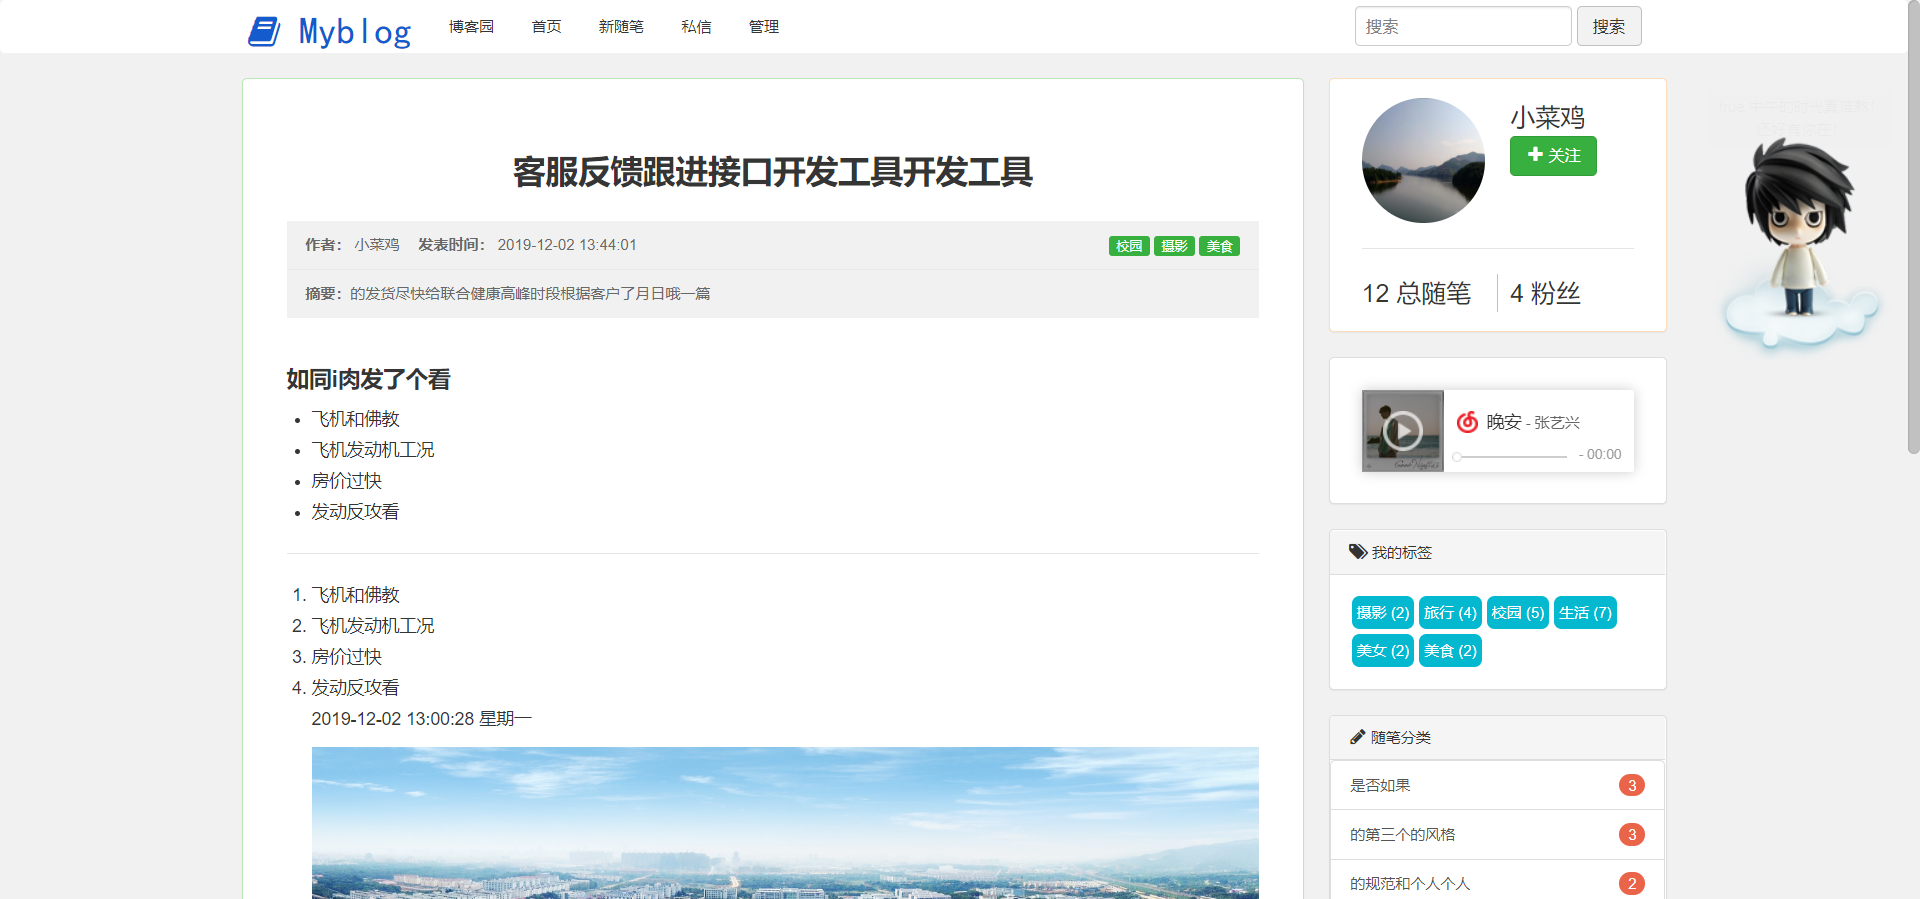 Myblog 博客园 首页 新随笔 私信 管理 搜索 搜索
客服反馈跟进接口开发工具开发工具
作者： 小菜鸡 发表时间： 2019-12-02 13:44:01 校园 摄影 美食
摘要：的发货尽快给联合健康高峰时段根据客户了月日哦一篇
如同i肉发了个看
• 飞机和佛教
• 飞机发动机工况
• 房价过快
• 发动反攻看
1. 飞机和佛教
2. 飞机发动机工况
3. 房价过快
4. 发动反攻看
2019-12-02 13:00:28 星期一
小菜鸡
关注
12 总随笔 4 粉丝
晚安 - 张艺兴
- 00:00
我的标签
摄影 (2) 旅行 (4) 校园 (5) 生活 (7)
美女 (2) 美食 (2)
随笔分类
是否如果 3
的第三个的风格 3
的规范和个人个人 2